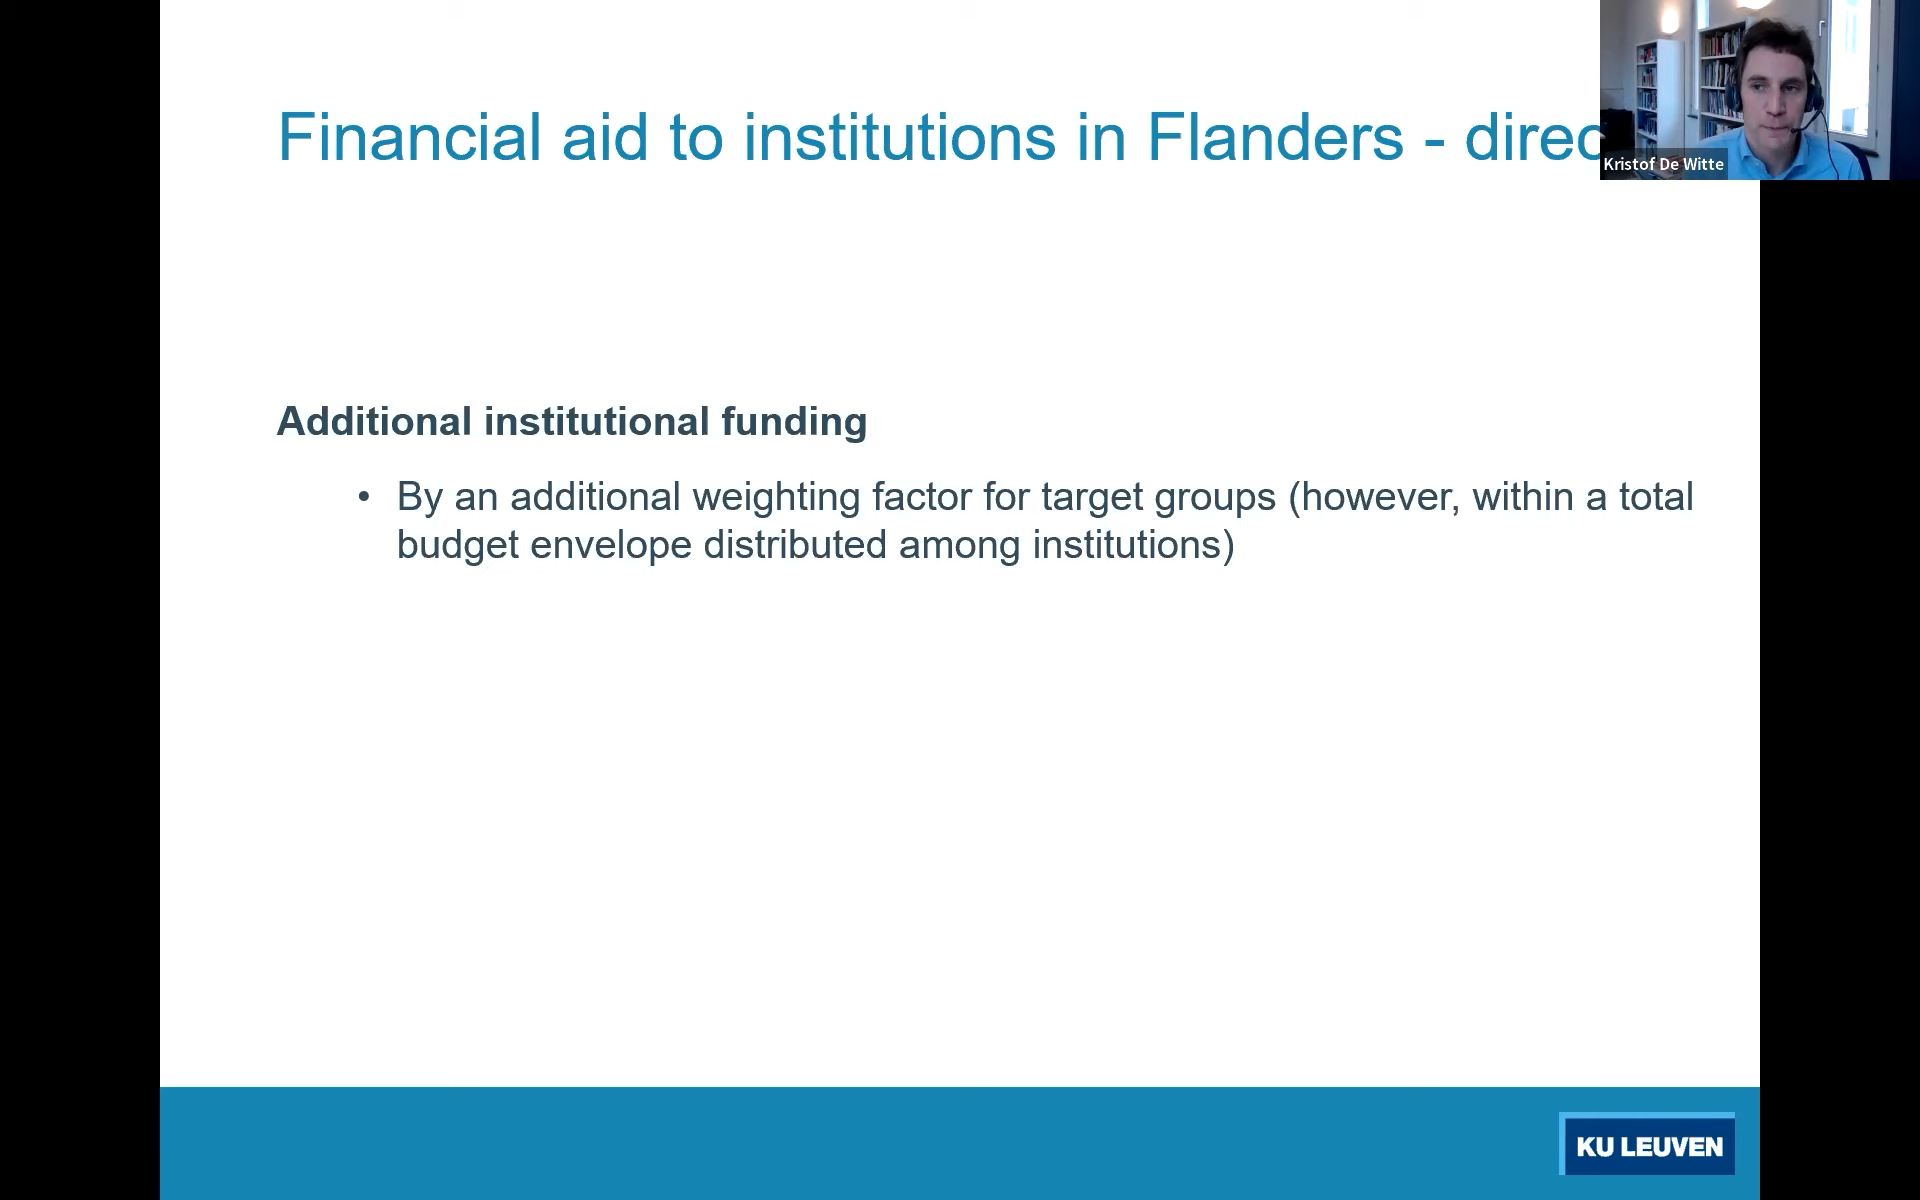 Financial aid to institutions in Flanders - direc
Kristof De Witte
Additional institutional funding
• By an additional weighting factor for target groups (however, within a total
budget envelope distributed among institutions)
KU LEUVEN